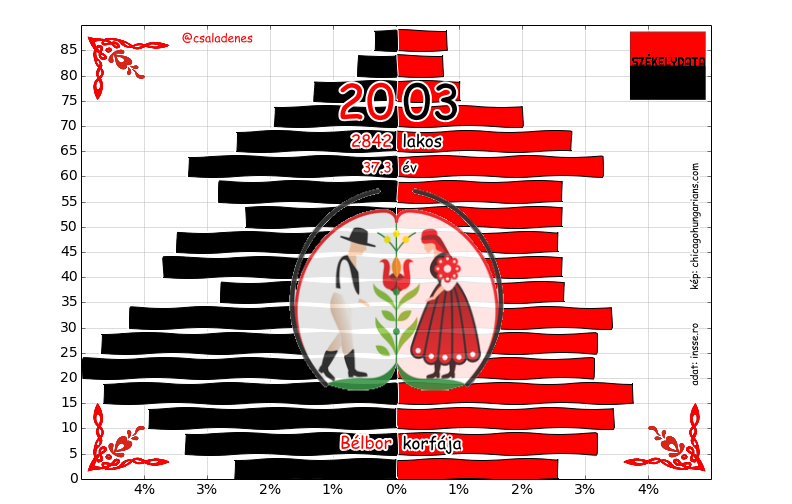 @csaladenes
SZÉKELYDATA
2003
2842 lakos
37.3 év
Bélbor korfája
kép: chicagohungarians.com
adat: insse.ro
85
80
75
70
65
60
55
50
45
40
35
30
25
20
15
10
5
0
4% 3% 2% 1% 0% 1% 2% 3% 4%